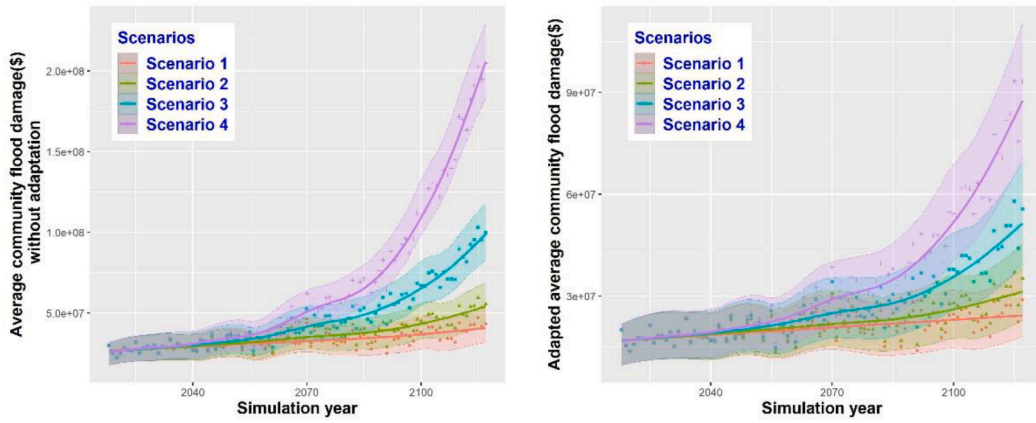 Average community flood damage($)
without adaptation
2.0e+08
1.5e+08
1.0e+08
5.0e+07
Scenarios
Scenario 1
Scenario 2
Scenario 3
Scenario 4
2040
2070
2100
Simulation year
Adapted average community flood damage($)
9e+07
6e+07
3e+07
Scenarios
Scenario 1
Scenario 2
Scenario 3
Scenario 4
2040
2070
2100
Simulation year